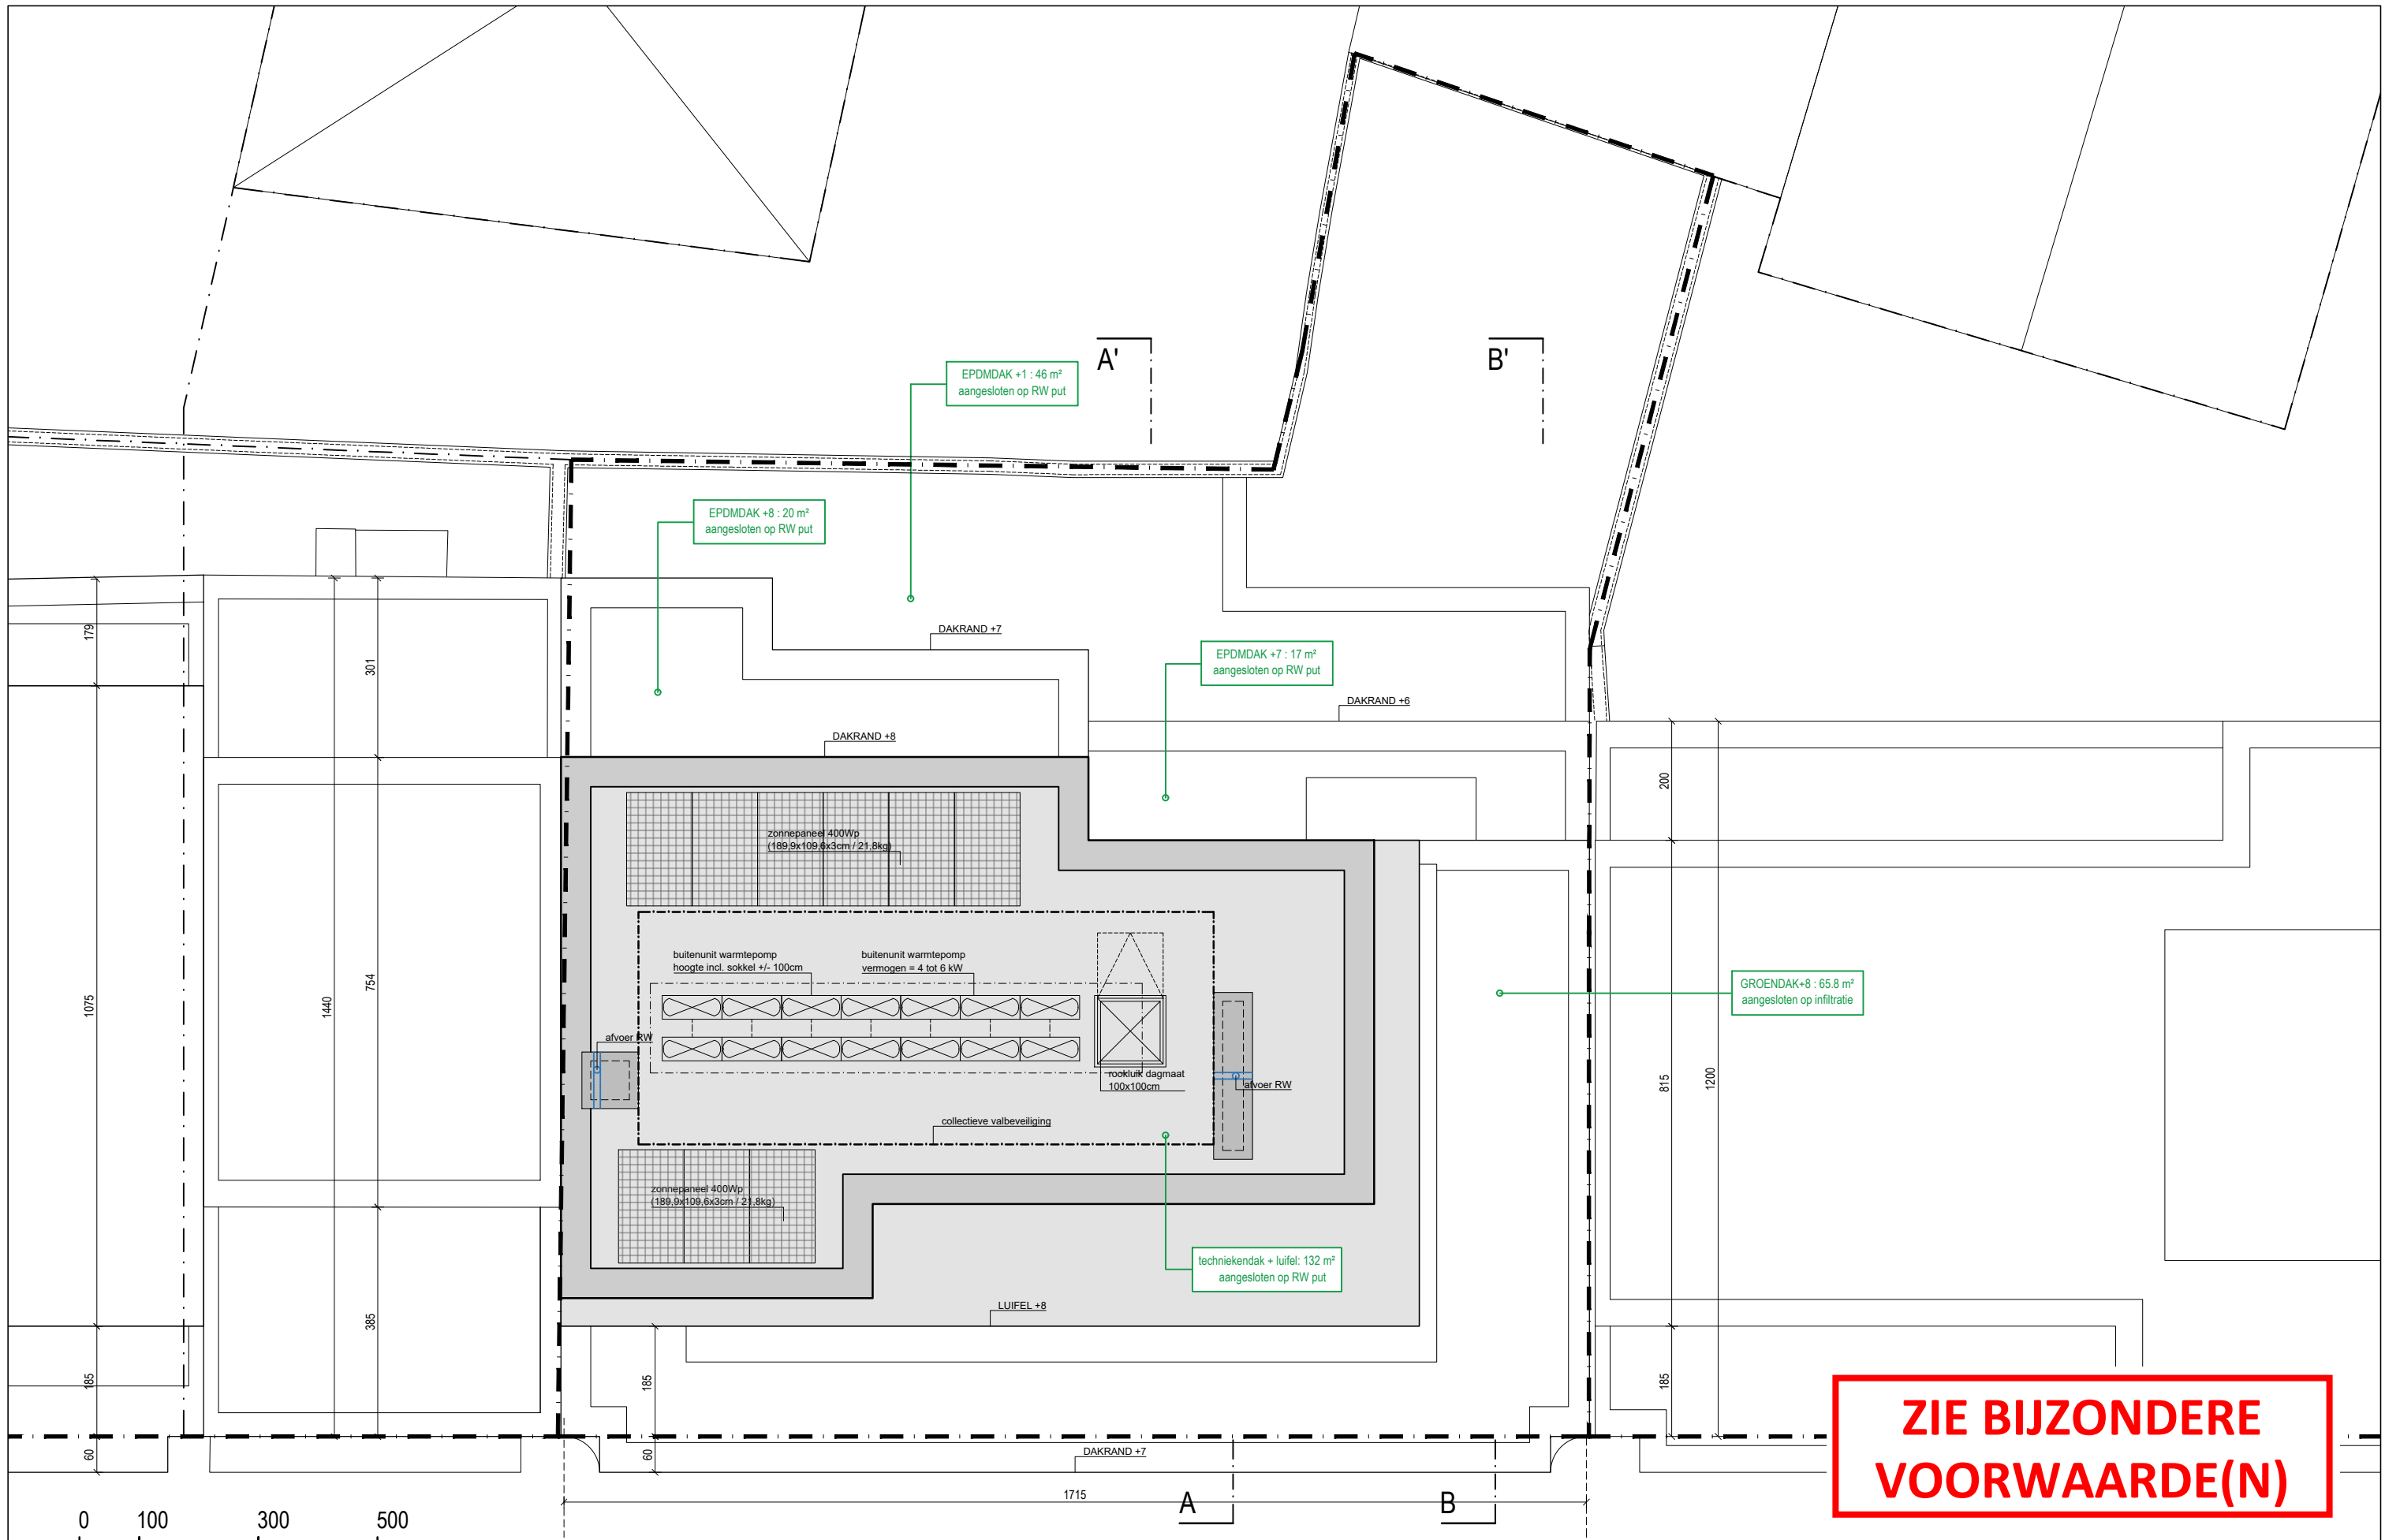 A'
B'
EPDMDAK +1 : 46 m²
aangesloten op RW put
EPDMDAK +8 : 20 m²
aangesloten op RW put
DAKRAND +7
EPDMDAK +7 : 17 m²
aangesloten op RW put
DAKRAND +6
DAKRAND +8
179
301
200
zonnepaneel 400Wp
(189,9x109,6x3cm / 21,8kg)
buitenunit warmtepomp
hoogte incl. sokkel +/- 100cm
buitenunit warmtepomp
vermogen = 4 tot 6 kW
GROENDAK+8 : 65.8 m²
aangesloten op infiltratie
1075
1440
754
afvoer RW
rookluik dagmaat
100x100cm
afvoer RW
815
1200
collectieve valbeveiliging
zonnepaneel 400Wp
(189,9x109,6x3cm / 21,8kg)
techniekendak + luifel: 132 m²
aangesloten op RW put
LUIFEL +8
385
185
185
185
60
60
DAKRAND +7
1715
A
B
ZIE BIJZONDERE
VOORWAARDE(N)
0 100 300 500